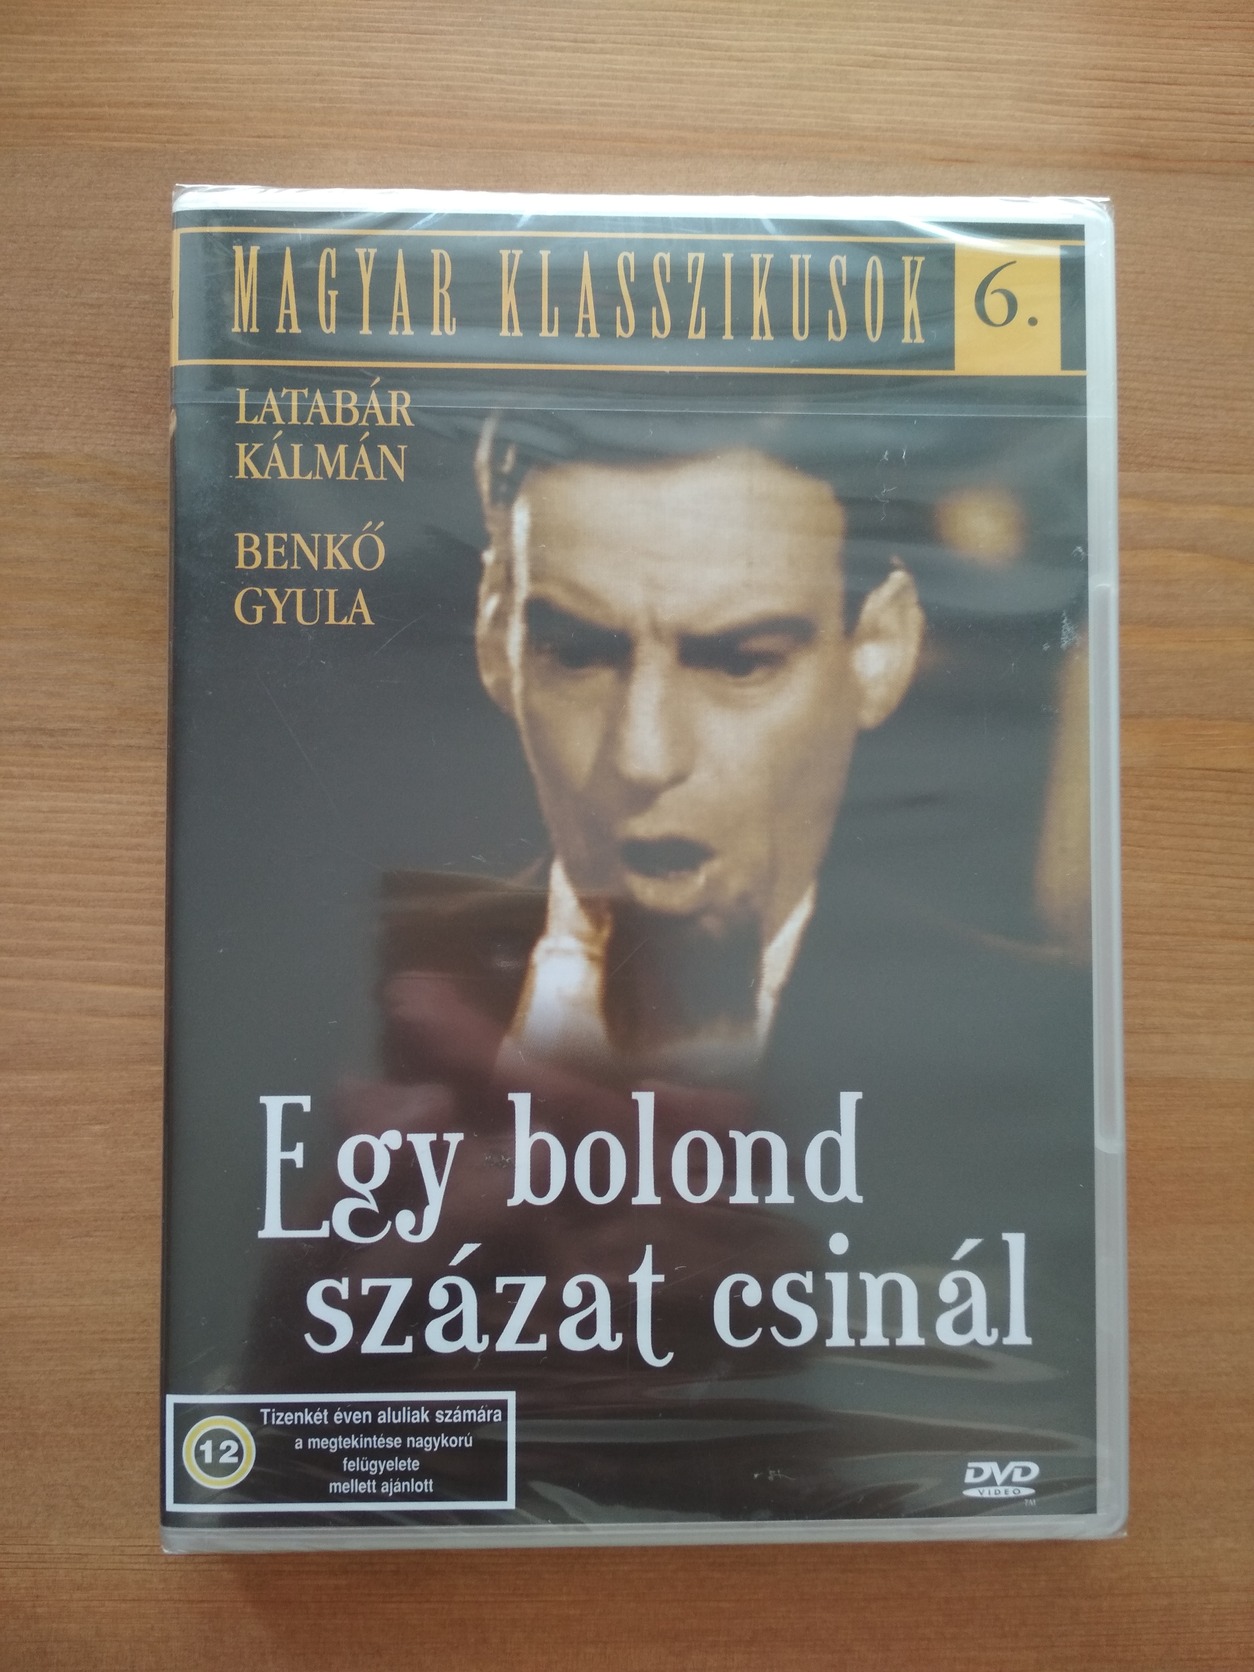 MAGYAR KLASSZIKUSOK 6.
LATABÁR
KÁLMÁN
BENKŐ
GYULA
Egy bolond
százat csinál
12
Tizenkét éven aluliak számára
a megtekintése nagykorú
felügyelete
mellett ajánlott
DVD
VIDEO
TM